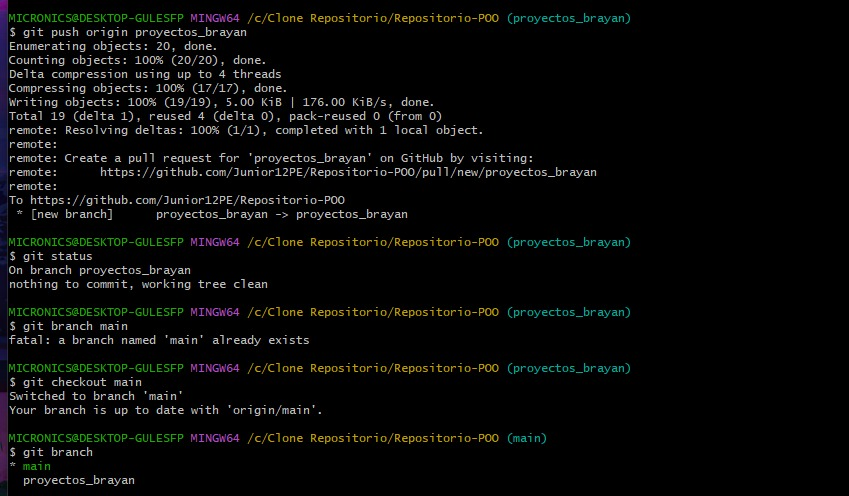 MICRONICS@DESKTOP-GULESFP MINGW64 /c/Clone Repositorio/Repositorio-POO (proyectos_brayan)
$ git push origin proyectos_brayan
Enumerating objects: 20, done.
Counting objects: 100% (20/20), done.
Delta compression using up to 4 threads
Compressing objects: 100% (17/17), done.
Writing objects: 100% (19/19), 5.00 KiB | 176.00 KiB/s, done.
Total 19 (delta 1), reused 4 (delta 0), pack-reused 0 (from 0)
remote: Resolving deltas: 100% (1/1), completed with 1 local object.
remote:
remote: Create a pull request for 'proyectos_brayan' on GitHub by visiting:
remote:      https://github.com/Junior12PE/Repositorio-POO/pull/new/proyectos_brayan
remote:
To https://github.com/Junior12PE/Repositorio-POO
 * [new branch]      proyectos_brayan -> proyectos_brayan

MICRONICS@DESKTOP-GULESFP MINGW64 /c/Clone Repositorio/Repositorio-POO (proyectos_brayan)
$ git status
On branch proyectos_brayan
nothing to commit, working tree clean

MICRONICS@DESKTOP-GULESFP MINGW64 /c/Clone Repositorio/Repositorio-POO (proyectos_brayan)
$ git branch main
fatal: a branch named 'main' already exists

MICRONICS@DESKTOP-GULESFP MINGW64 /c/Clone Repositorio/Repositorio-POO (proyectos_brayan)
$ git checkout main
Switched to branch 'main'
Your branch is up to date with 'origin/main'.

MICRONICS@DESKTOP-GULESFP MINGW64 /c/Clone Repositorio/Repositorio-POO (main)
$ git branch
* main
  proyectos_brayan